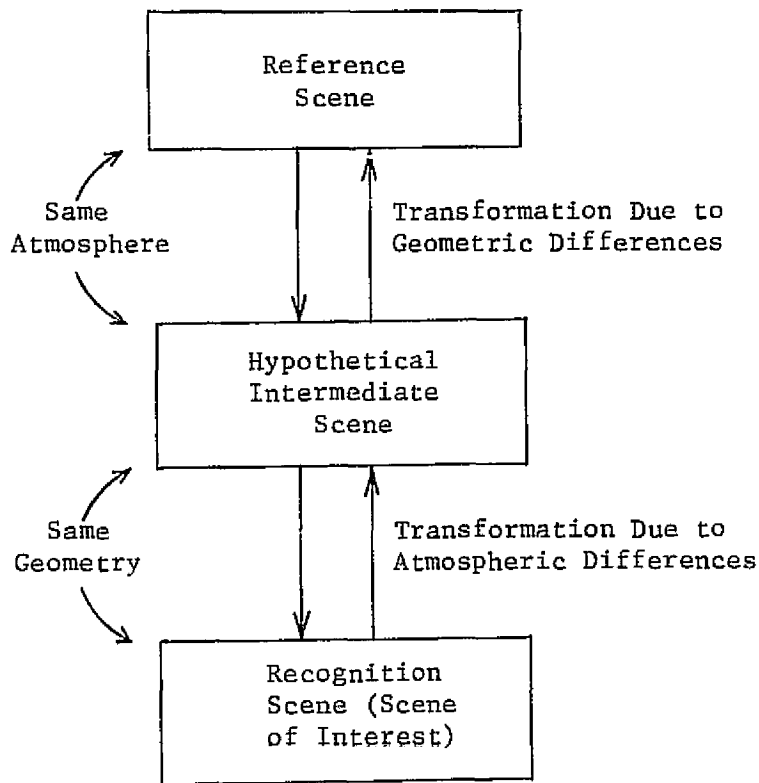 Reference
Scene
Same
Atmosphere
Transformation Due to
Geometric Differences
Hypothetical
Intermediate
Scene
Same
Geometry
Transformation Due to
Atmospheric Differences
Recognition
Scene (Scene
of Interest)